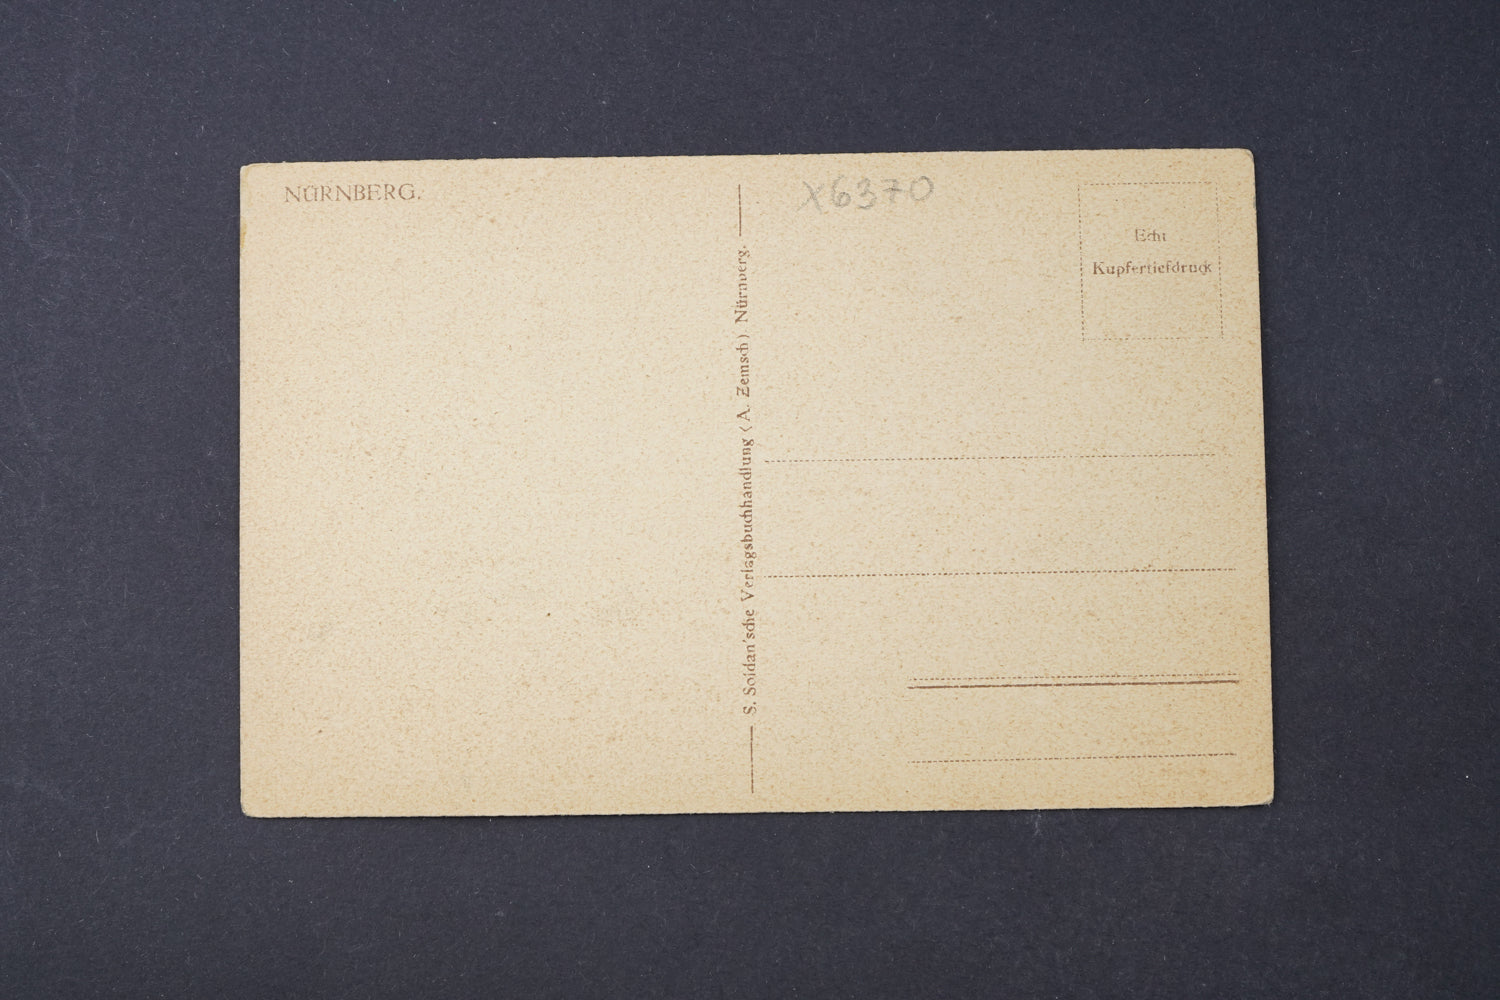 NÜRNBERG.
S. Soldan'sche Verlagsbuchhandlung (A. Zemsch) Nürnberg.
X6370
Echt
Kupfertiefdruck